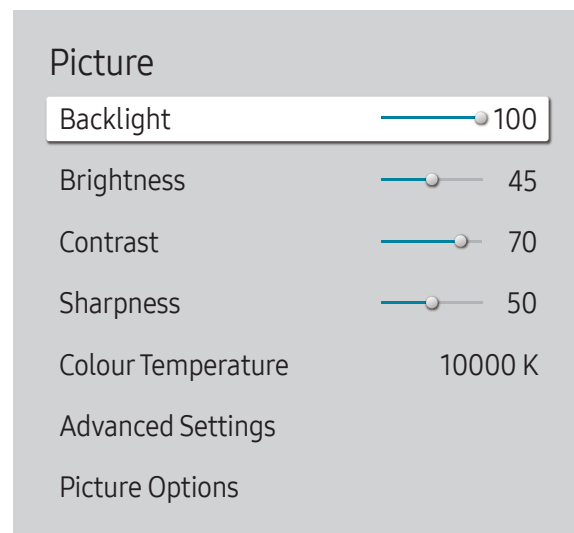 Picture
Backlight 100
Brightness 45
Contrast 70
Sharpness 50
Colour Temperature 10000 K
Advanced Settings
Picture Options